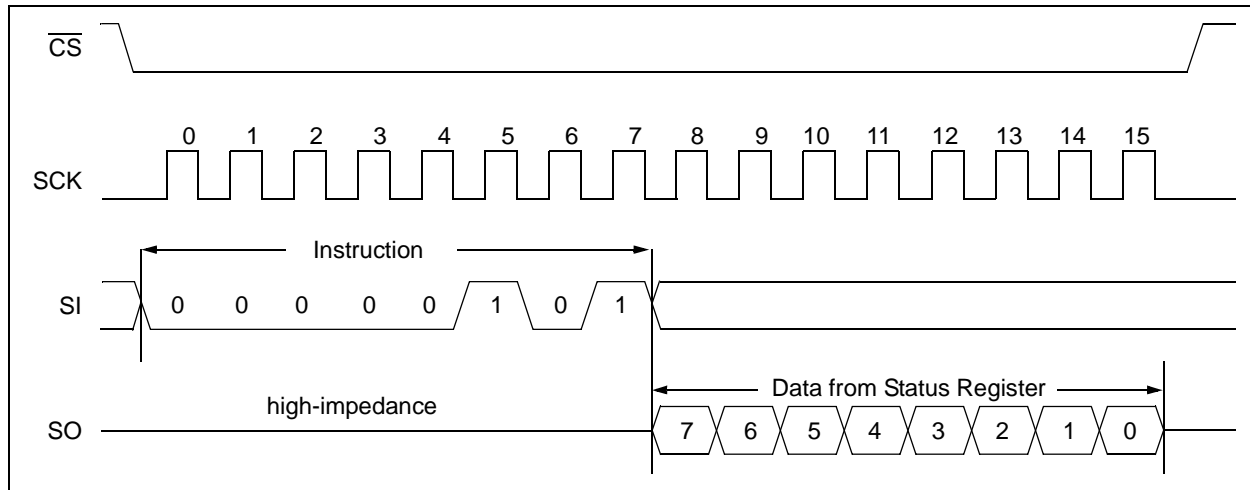 CS
0 1 2 3 4 5 6 7 8 9 10 11 12 13 14 15
SCK
Instruction
SI 0 0 0 0 0 1 0 1
Data from Status Register
high-impedance
SO 7 6 5 4 3 2 1 0